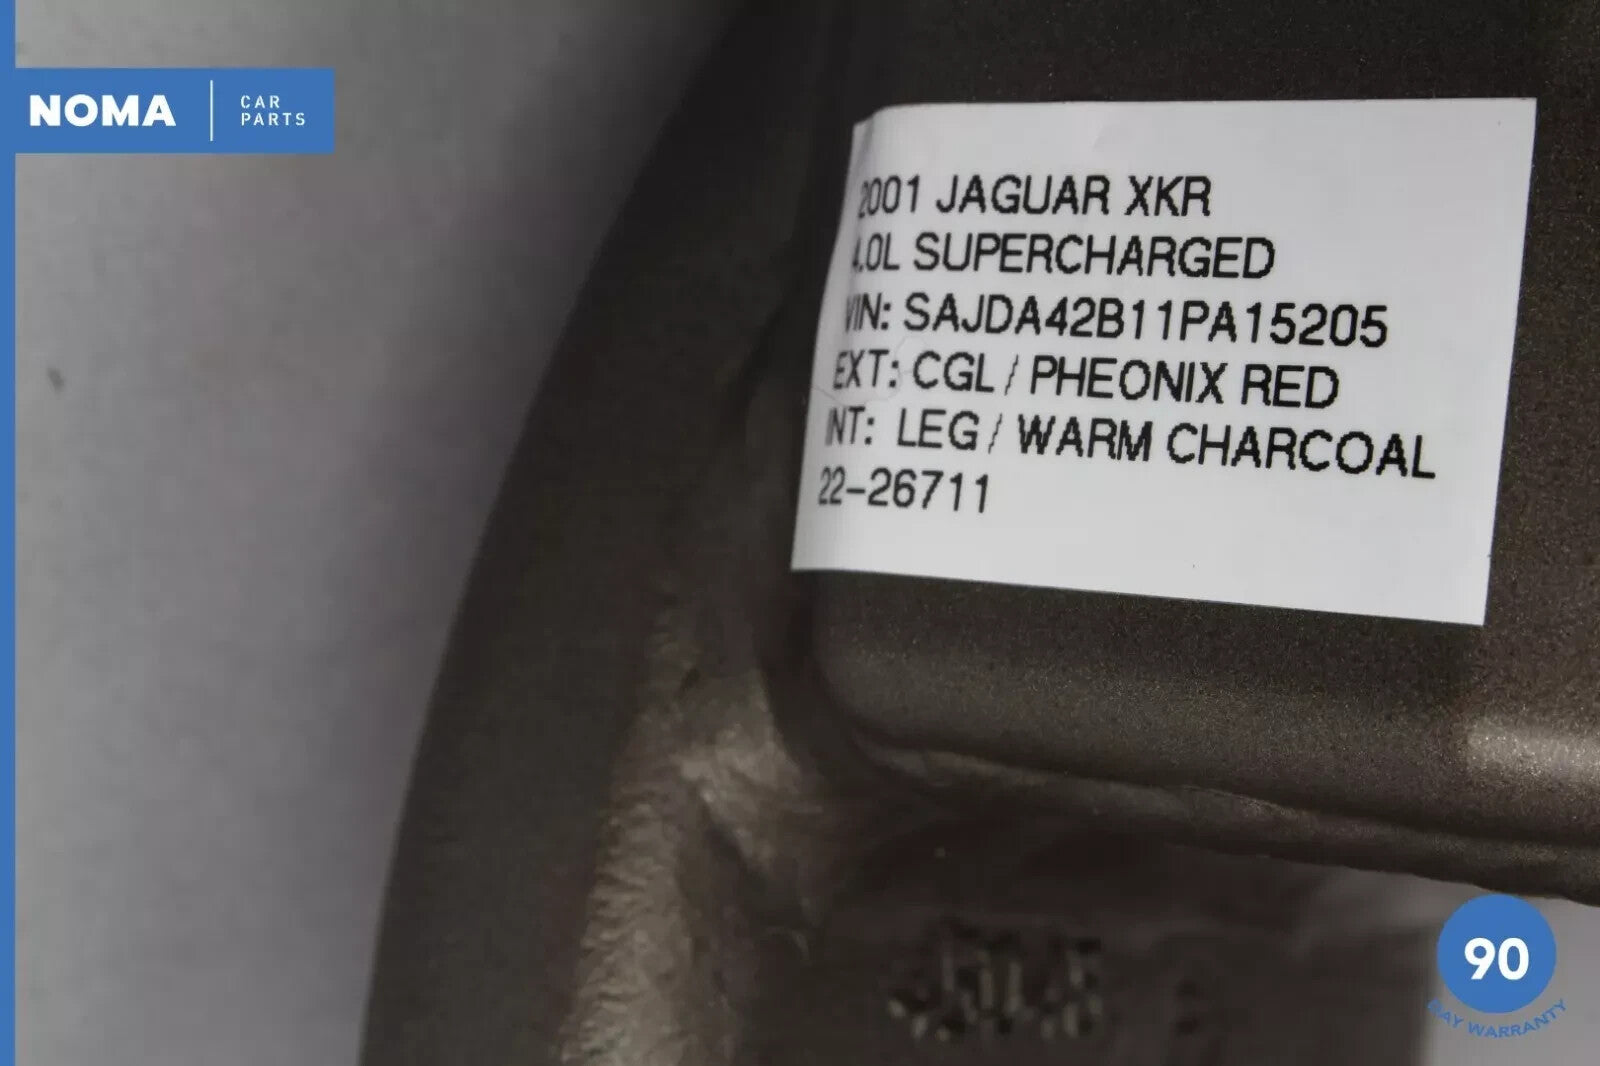 NOMA
CAR
PARTS
2001 JAGUAR XKR
4.0L SUPERCHARGED
VIN: SAJDA42B11PA15205
EXT: CGL / PHEONIX RED
INT: LEG / WARM CHARCOAL
22-26711
90
DAY WARRANTY